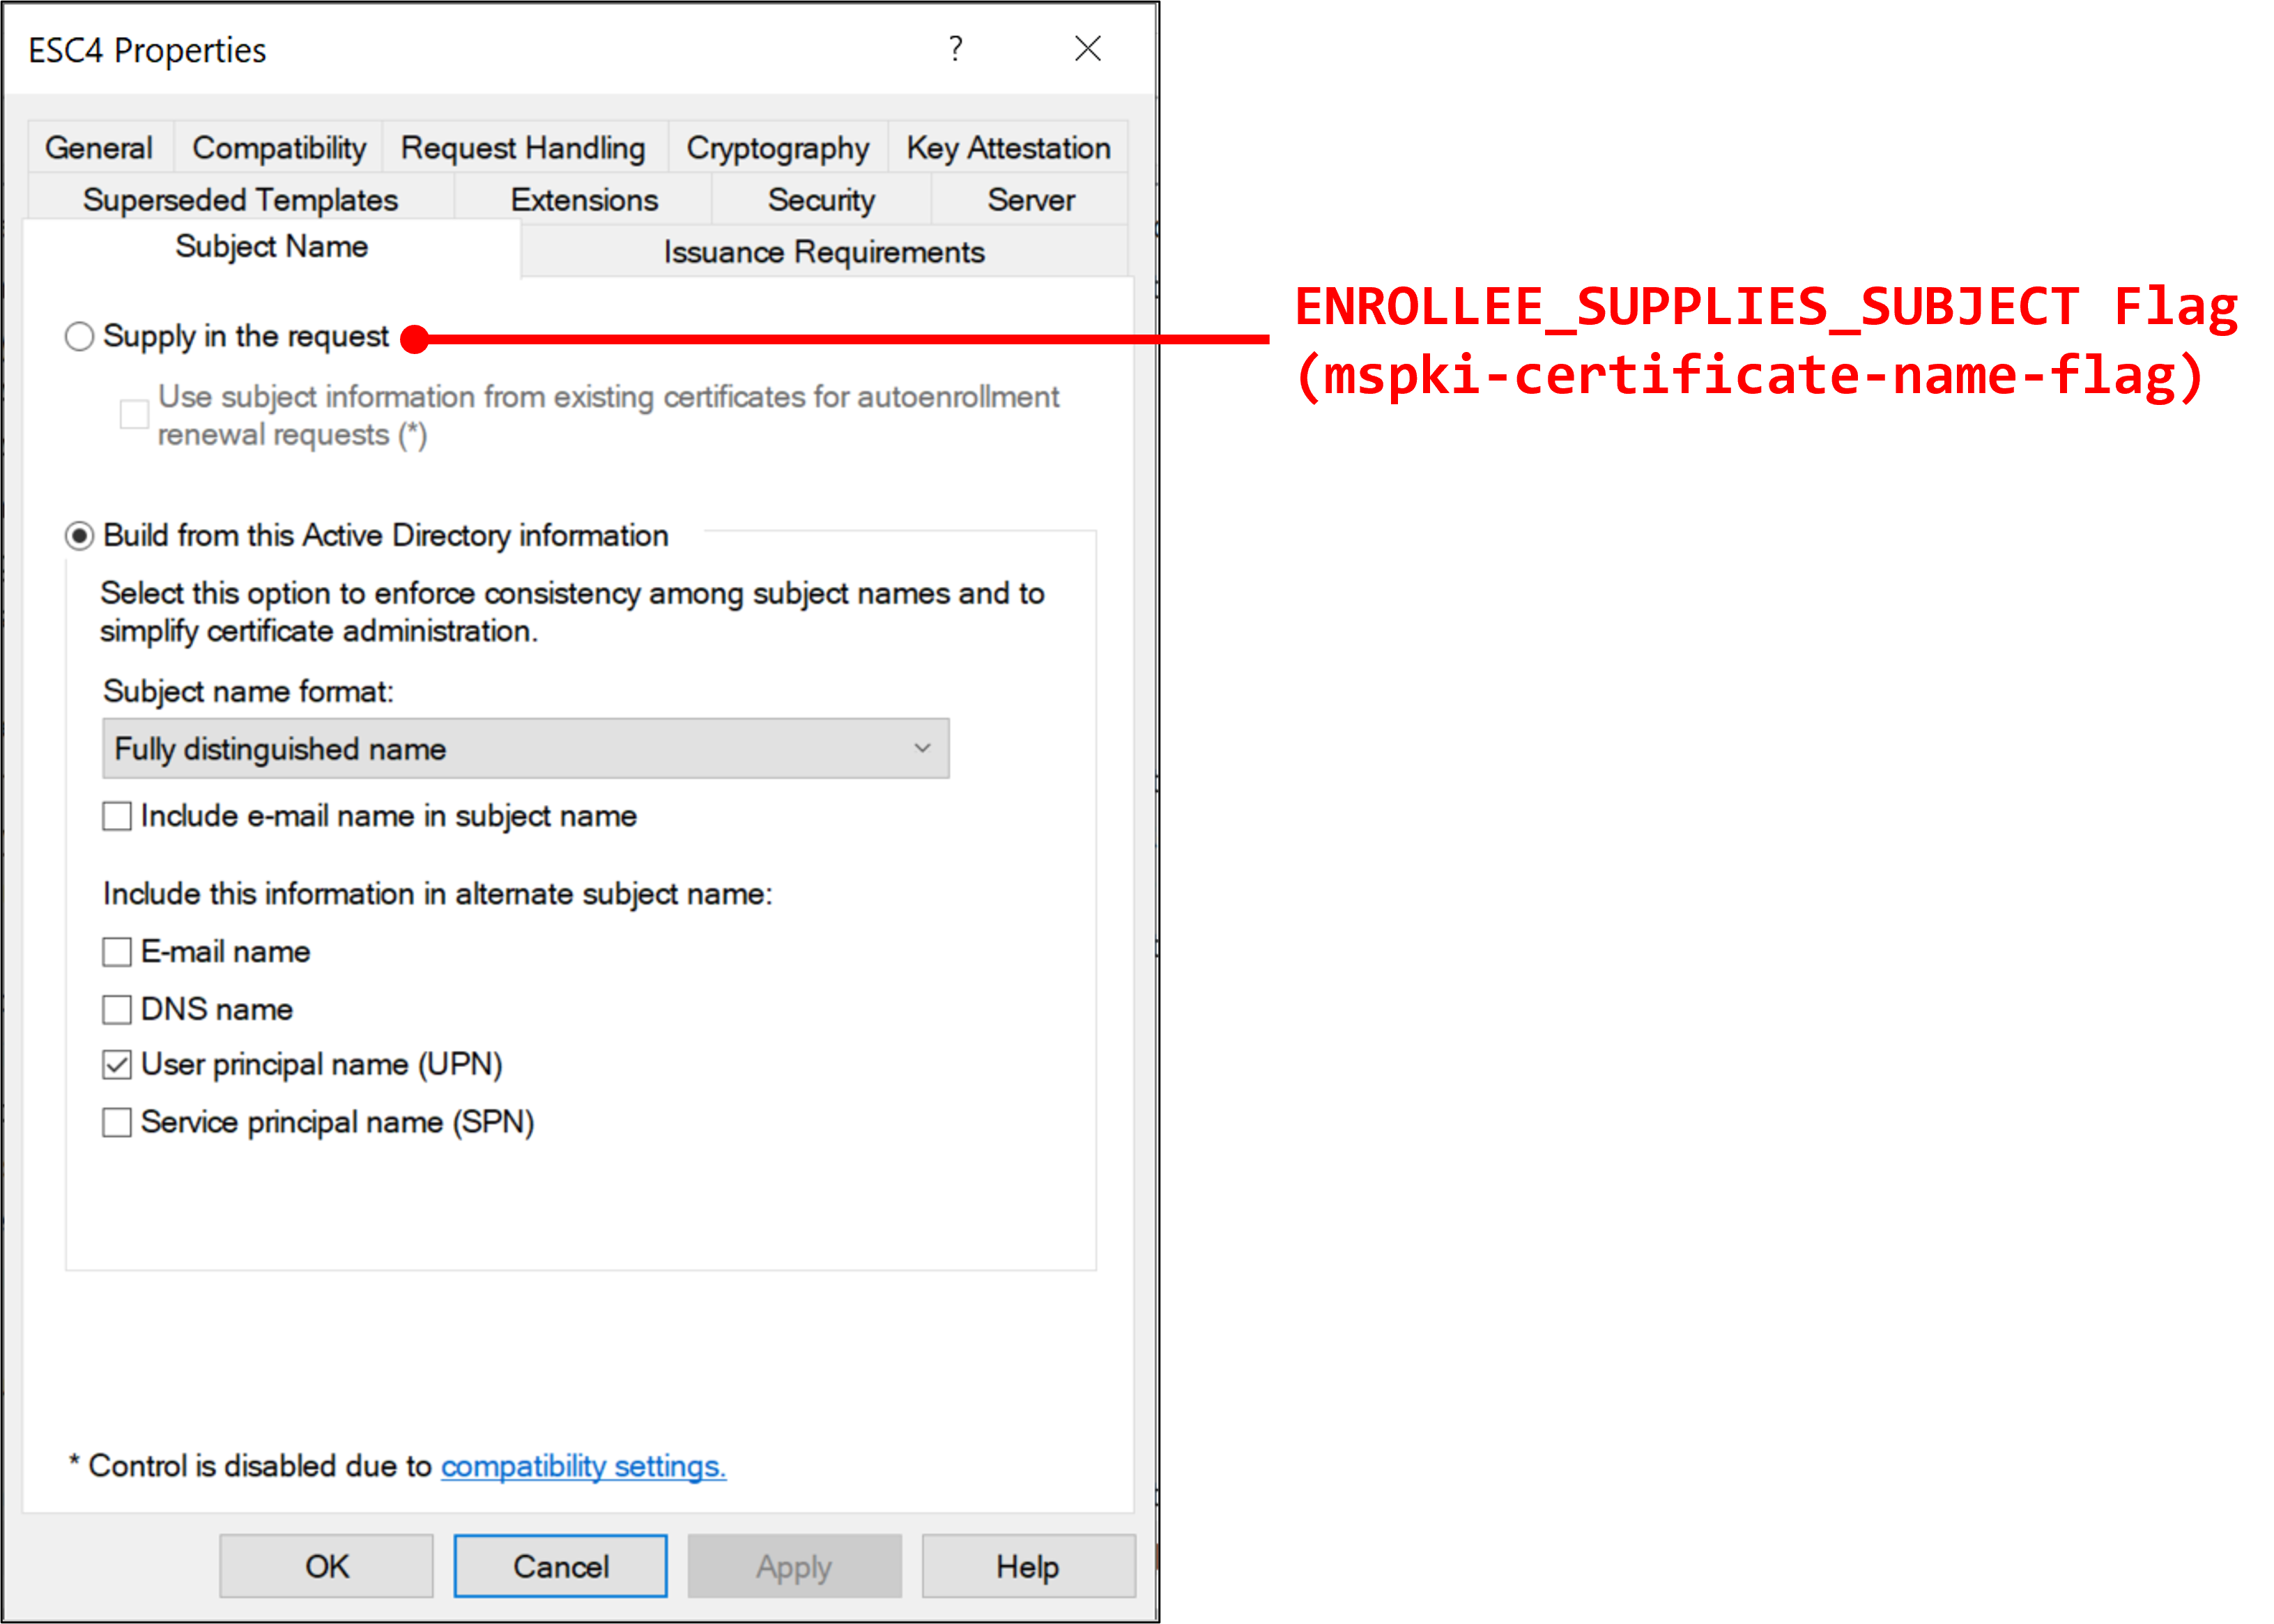 ESC4 Properties
?
General Compatibility Request Handling Cryptography Key Attestation
Superseded Templates Extensions Security Server
Subject Name Issuance Requirements
Supply in the request
ENROLLEE_SUPPLIES_SUBJECT Flag
(mspki-certificate-name-flag)
Use subject information from existing certificates for autoenrollment
renewal requests (*)
Build from this Active Directory information
Select this option to enforce consistency among subject names and to
simplify certificate administration.
Subject name format:
Fully distinguished name
Include e-mail name in subject name
Include this information in alternate subject name:
E-mail name
DNS name
User principal name (UPN)
Service principal name (SPN)
* Control is disabled due to compatibility settings.
OK Cancel Apply Help